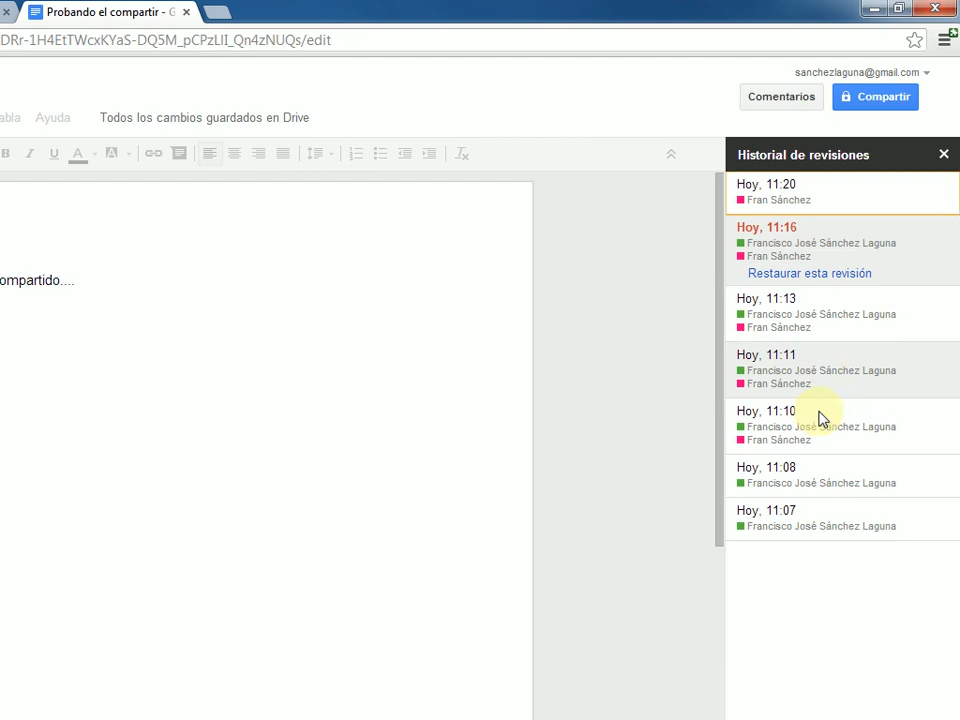 Probando el compartir - G
DRr-1H4EtTWcxKYaS-DQ5M_pCPzLlI_Qn4zNUQs/edit
sanchezlaguna@gmail.com
Comentarios
Compartir
abla Ayuda Todos los cambios guardados en Drive
B I U A A
Historial de revisiones
Hoy, 11:20
Fran Sánchez
Hoy, 11:16
Francisco José Sánchez Laguna
Fran Sánchez
Restaurar esta revisión
ompartido....
Hoy, 11:13
Francisco José Sánchez Laguna
Fran Sánchez
Hoy, 11:11
Francisco José Sánchez Laguna
Fran Sánchez
Hoy, 11:10
Francisco José Sánchez Laguna
Fran Sánchez
Hoy, 11:08
Francisco José Sánchez Laguna
Hoy, 11:07
Francisco José Sánchez Laguna